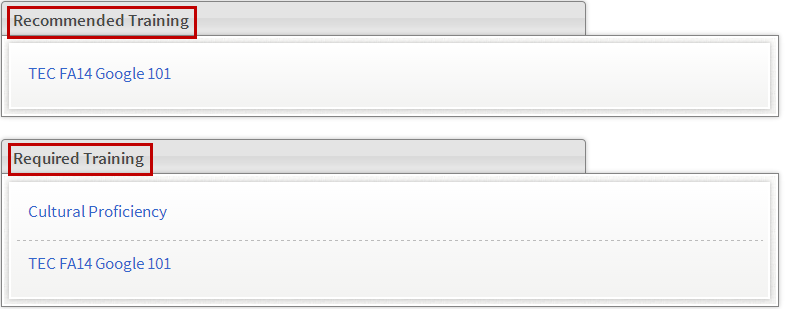 Recommended Training
TEC FA14 Google 101
Required Training
Cultural Proficiency
TEC FA14 Google 101